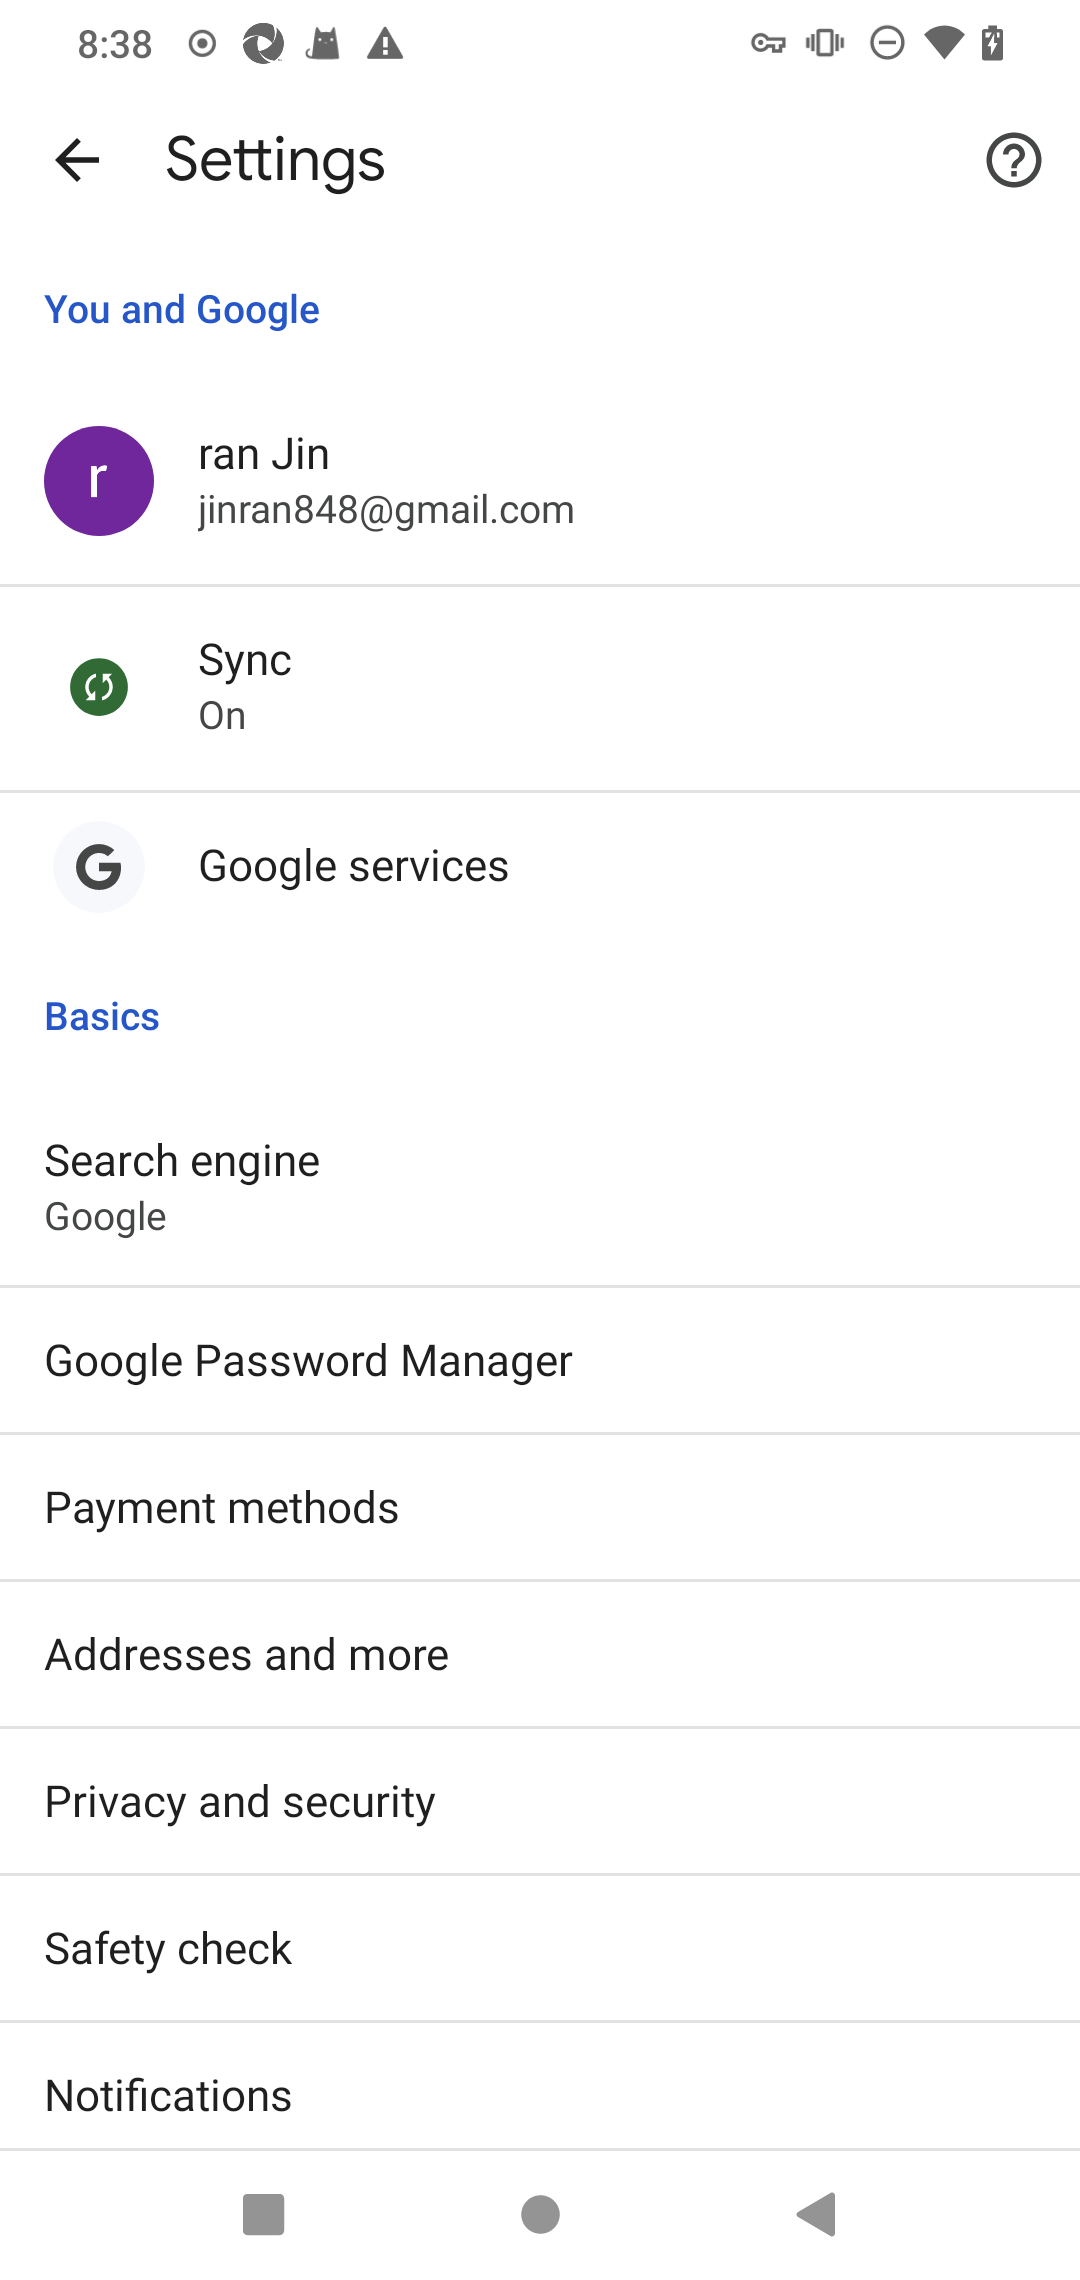 8:38
Settings
You and Google
r
ran Jin
jinran848@gmail.com
Sync
On
G
Google services
Basics
Search engine
Google
Google Password Manager
Payment methods
Addresses and more
Privacy and security
Safety check
Notifications